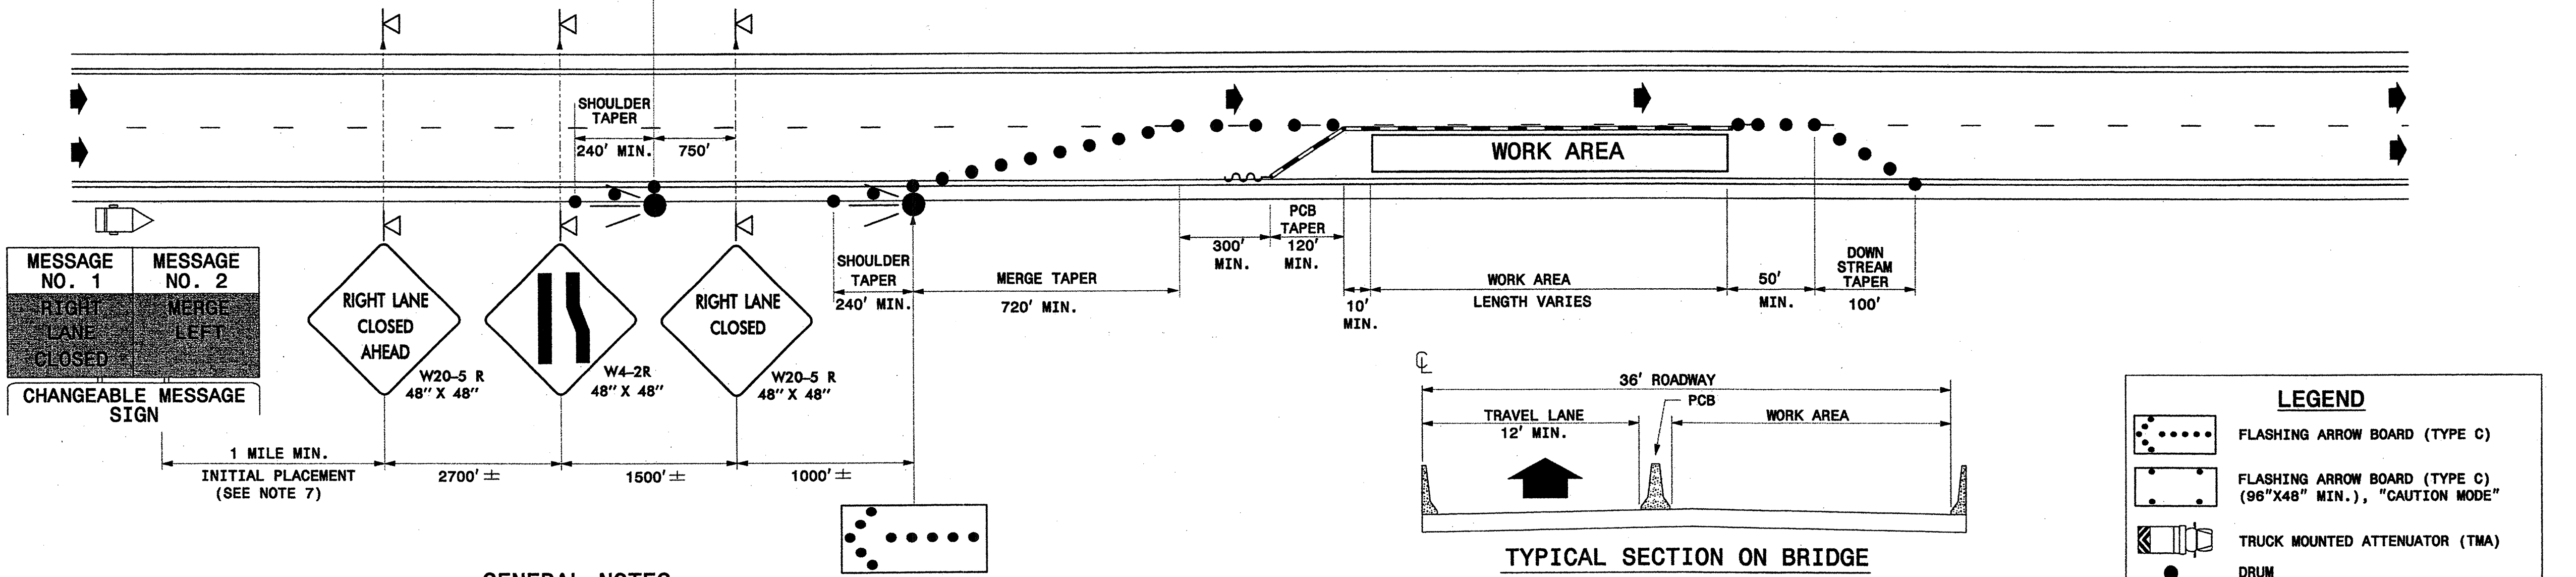 SHOULDER
TAPER
240' MIN.
750'
WORK AREA
MESSAGE
NO. 1
MESSAGE
NO. 2
RIGHT
LANE
CLOSED
MERGE
LEFT
CHANGEABLE MESSAGE
SIGN
RIGHT LANE
CLOSED
AHEAD
W20-5 R
48" X 48"
W4-2R
48" X 48"
RIGHT LANE
CLOSED
W20-5 R
48" X 48"
SHOULDER
TAPER
240' MIN.
MERGE TAPER
720' MIN.
300'
MIN.
PCB
TAPER
120'
MIN.
10'
MIN.
WORK AREA
LENGTH VARIES
50'
MIN.
DOWN
STREAM
TAPER
100'
1 MILE MIN.
INITIAL PLACEMENT
(SEE NOTE 7)
2700' ±
1500' ±
1000' ±
GENERAL NOTES
℄
36' ROADWAY
PCB
TRAVEL LANE
12' MIN.
WORK AREA
TYPICAL SECTION ON BRIDGE
LEGEND
FLASHING ARROW BOARD (TYPE C)
FLASHING ARROW BOARD (TYPE C)
(96"X48" MIN.), "CAUTION MODE"
TRUCK MOUNTED ATTENUATOR (TMA)
DRUM